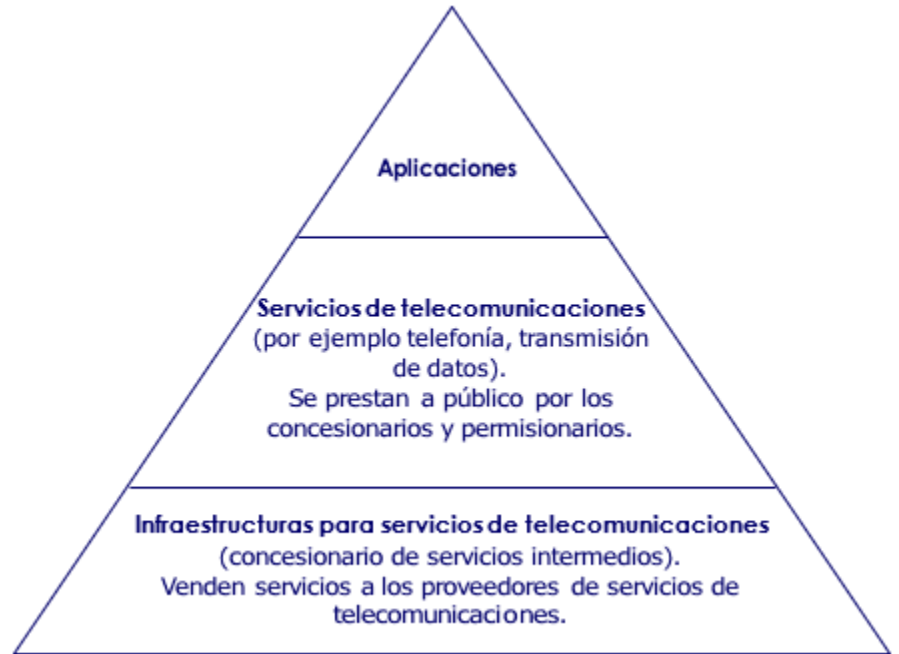 Aplicaciones
Servicios de telecomunicaciones
(por ejemplo telefonía, transmisión
de datos).
Se prestan a público por los
concesionarios y permisionarios.
Infraestructuras para servicios de telecomunicaciones
(concesionario de servicios intermedios).
Venden servicios a los proveedores de servicios de
telecomunicaciones.